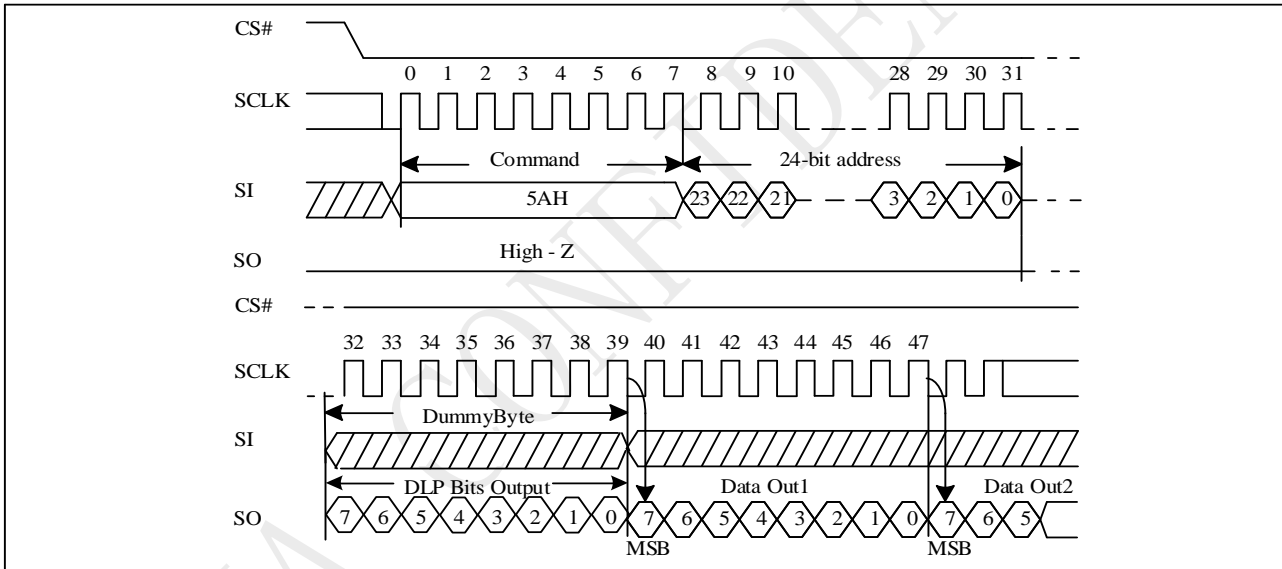 CS#
0 1 2 3 4 5 6 7 8 9 10 28 29 30 31
SCLK
Command 24-bit address
SI 5AH 23 22 21 3 2 1 0
High - Z
SO
CS#
32 33 34 35 36 37 38 39 40 41 42 43 44 45 46 47
SCLK
DummyByte
SI
DLP Bits Output Data Out1 Data Out2
SO 7 6 5 4 3 2 1 0 7 6 5 4 3 2 1 0 7 6 5
MSB MSB